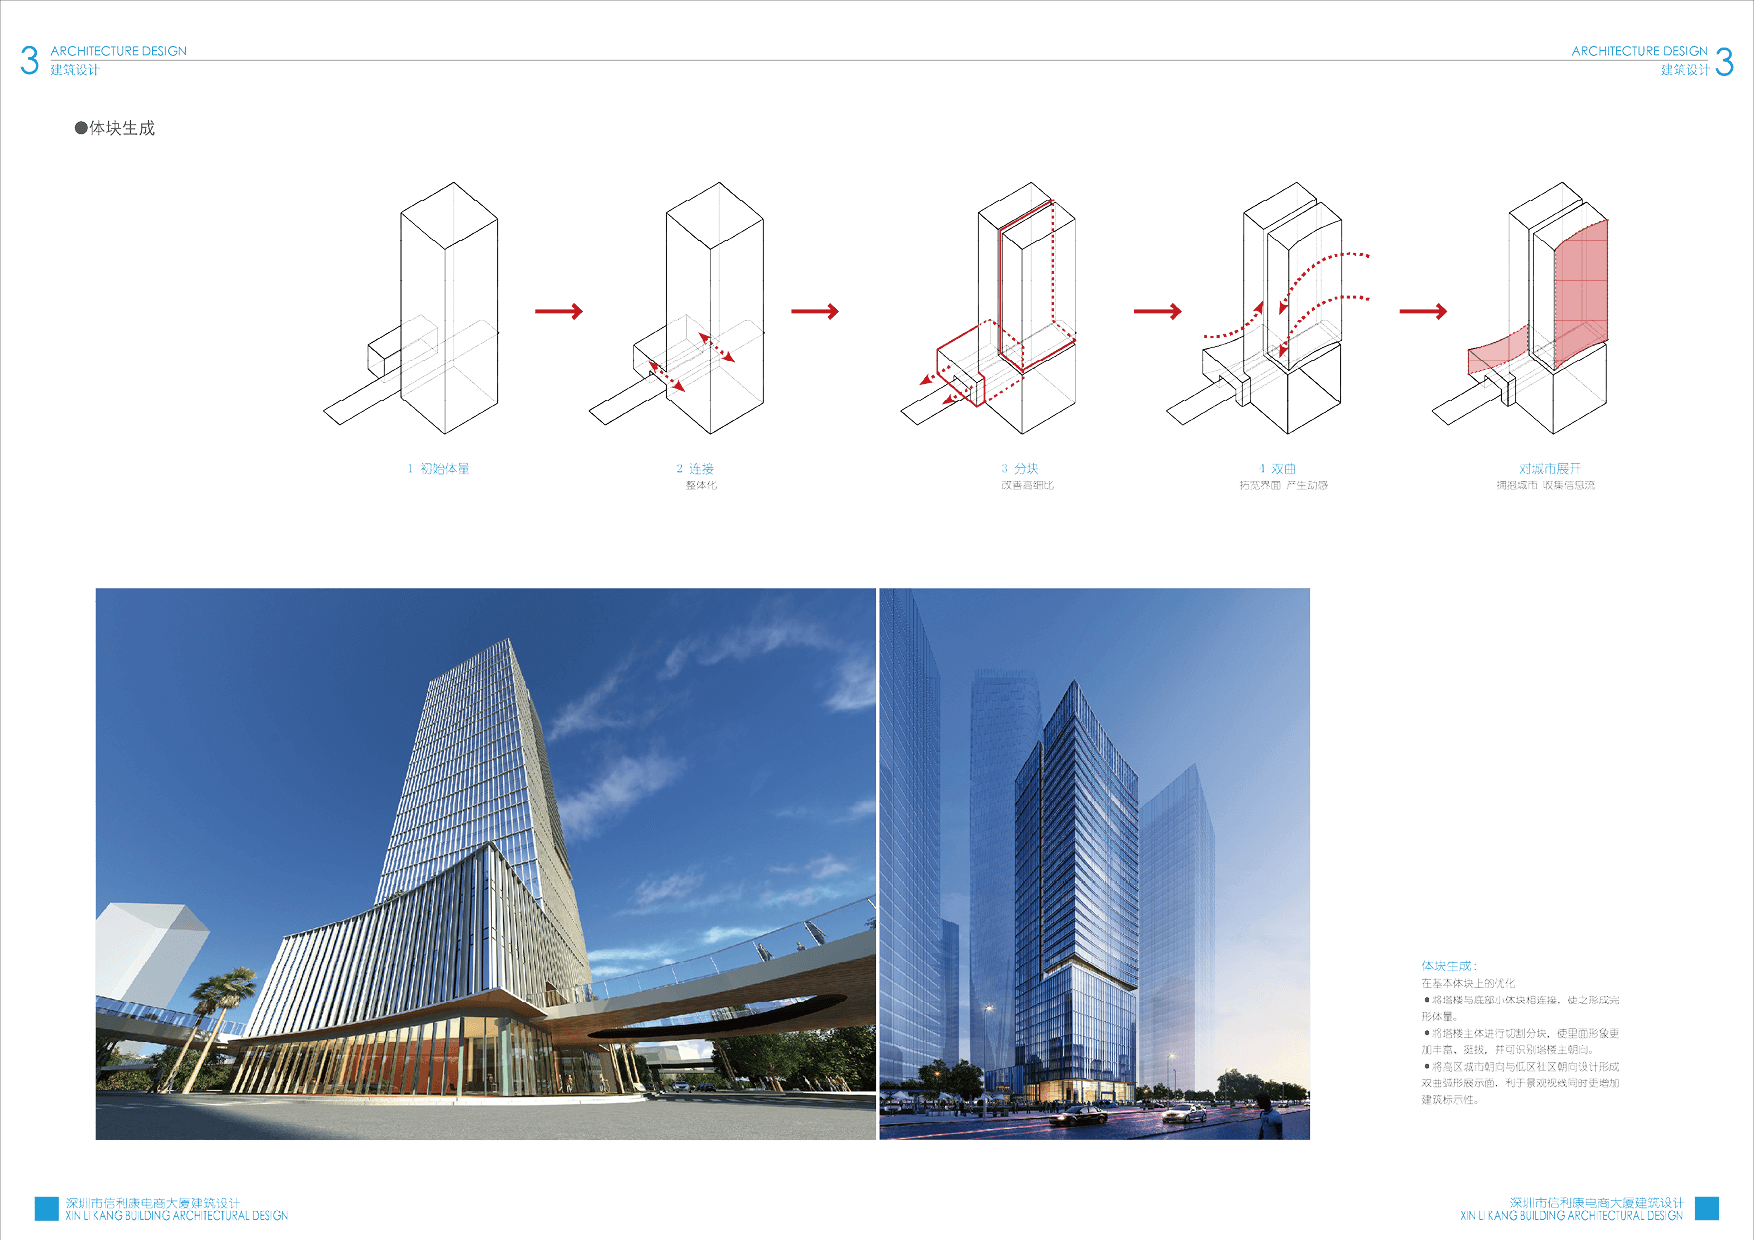 3
ARCHITECTURE DESIGN
建筑设计
ARCHITECTURE DESIGN
建筑设计
3
●体块生成
1 初始体量
2 连接
整体化
3 分块
改善高细比
4 双曲
拓宽界面 产生动感
对城市展开
拥抱城市 收集信息流
体块生成:
在基本体块上的优化
●将塔楼与底部小体块相连接，使之形成完
形体量。
●将塔楼主体进行切割分块，使里面形象更
加丰富、挺拔，并可识别塔楼主朝向。
●将高区城市朝向与低区社区朝向设计形成
双曲弧形展示面，利于景观视线同时更增加
建筑标示性。
深圳市信利康电商大厦建筑设计
XIN LI KANG BUILDING ARCHITECTURAL DESIGN
深圳市信利康电商大厦建筑设计
XIN LI KANG BUILDING ARCHITECTURAL DESIGN